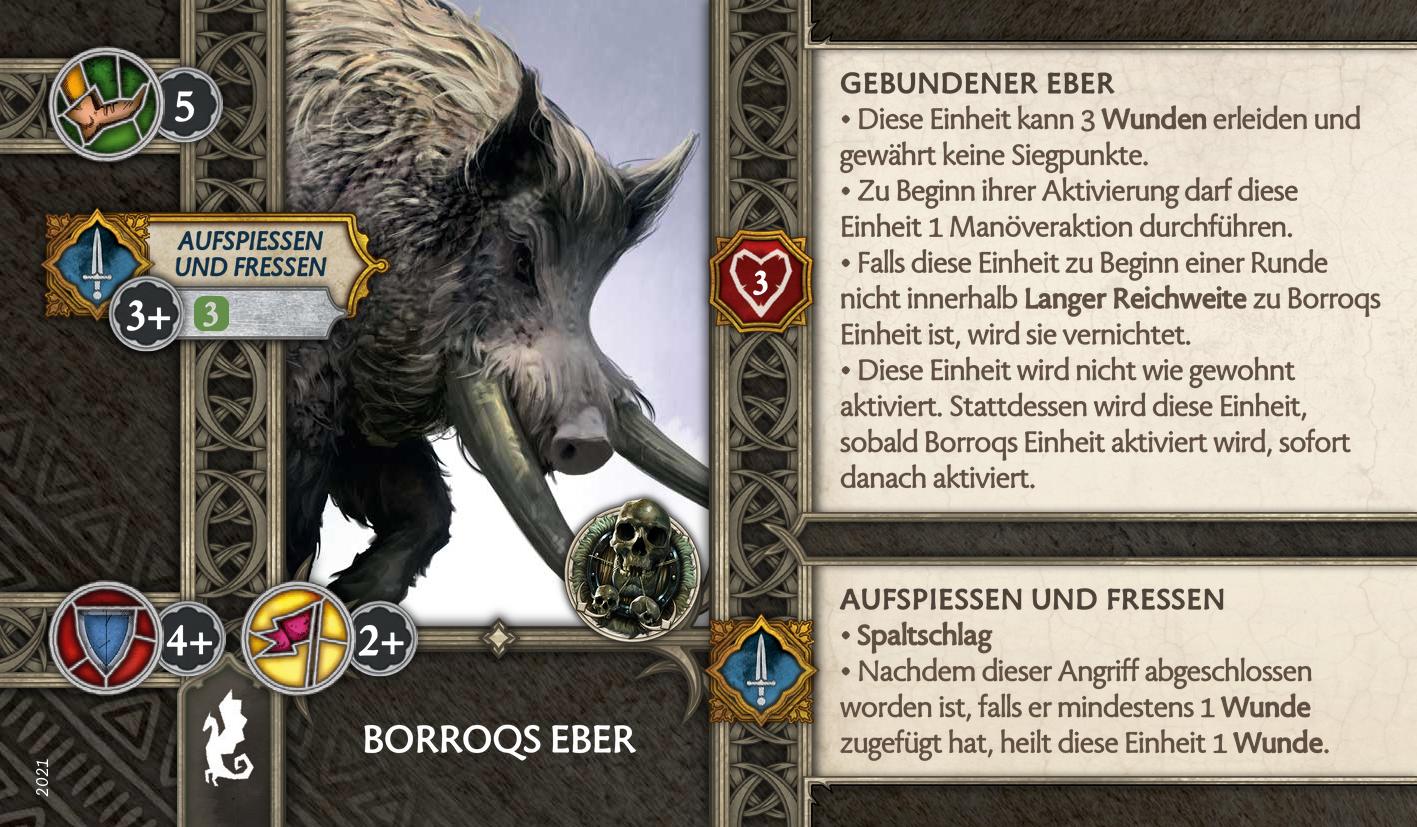 5
AUFSPIESSEN
UND FRESSEN
3+
3
4+
2+
BORROQS EBER
2021
3
GEBUNDENER EBER
• Diese Einheit kann 3 Wunden erleiden und
gewährt keine Siegpunkte.
• Zu Beginn ihrer Aktivierung darf diese
Einheit 1 Manöveraktion durchführen.
• Falls diese Einheit zu Beginn einer Runde
nicht innerhalb Langer Reichweite zu Borroqs
Einheit ist, wird sie vernichtet.
• Diese Einheit wird nicht wie gewohnt
aktiviert. Stattdessen wird diese Einheit,
sobald Borroqs Einheit aktiviert wird, sofort
danach aktiviert.
AUFSPIESSEN UND FRESSEN
• Spaltschlag
• Nachdem dieser Angriff abgeschlossen
worden ist, falls er mindestens 1 Wunde
zugefügt hat, heilt diese Einheit 1 Wunde.